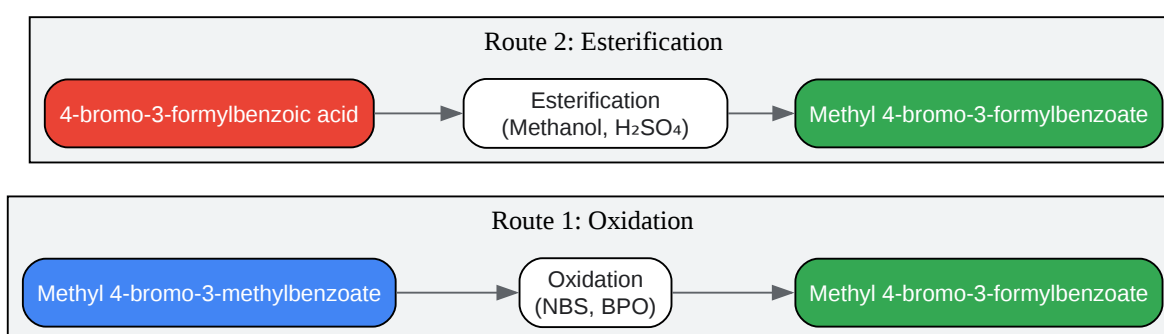 Route 2: Esterification
4-bromo-3-formylbenzoic acid
Esterification
(Methanol, H₂SO₄)
Methyl 4-bromo-3-formylbenzoate
Route 1: Oxidation
Methyl 4-bromo-3-methylbenzoate
Oxidation
(NBS, BPO)
Methyl 4-bromo-3-formylbenzoate